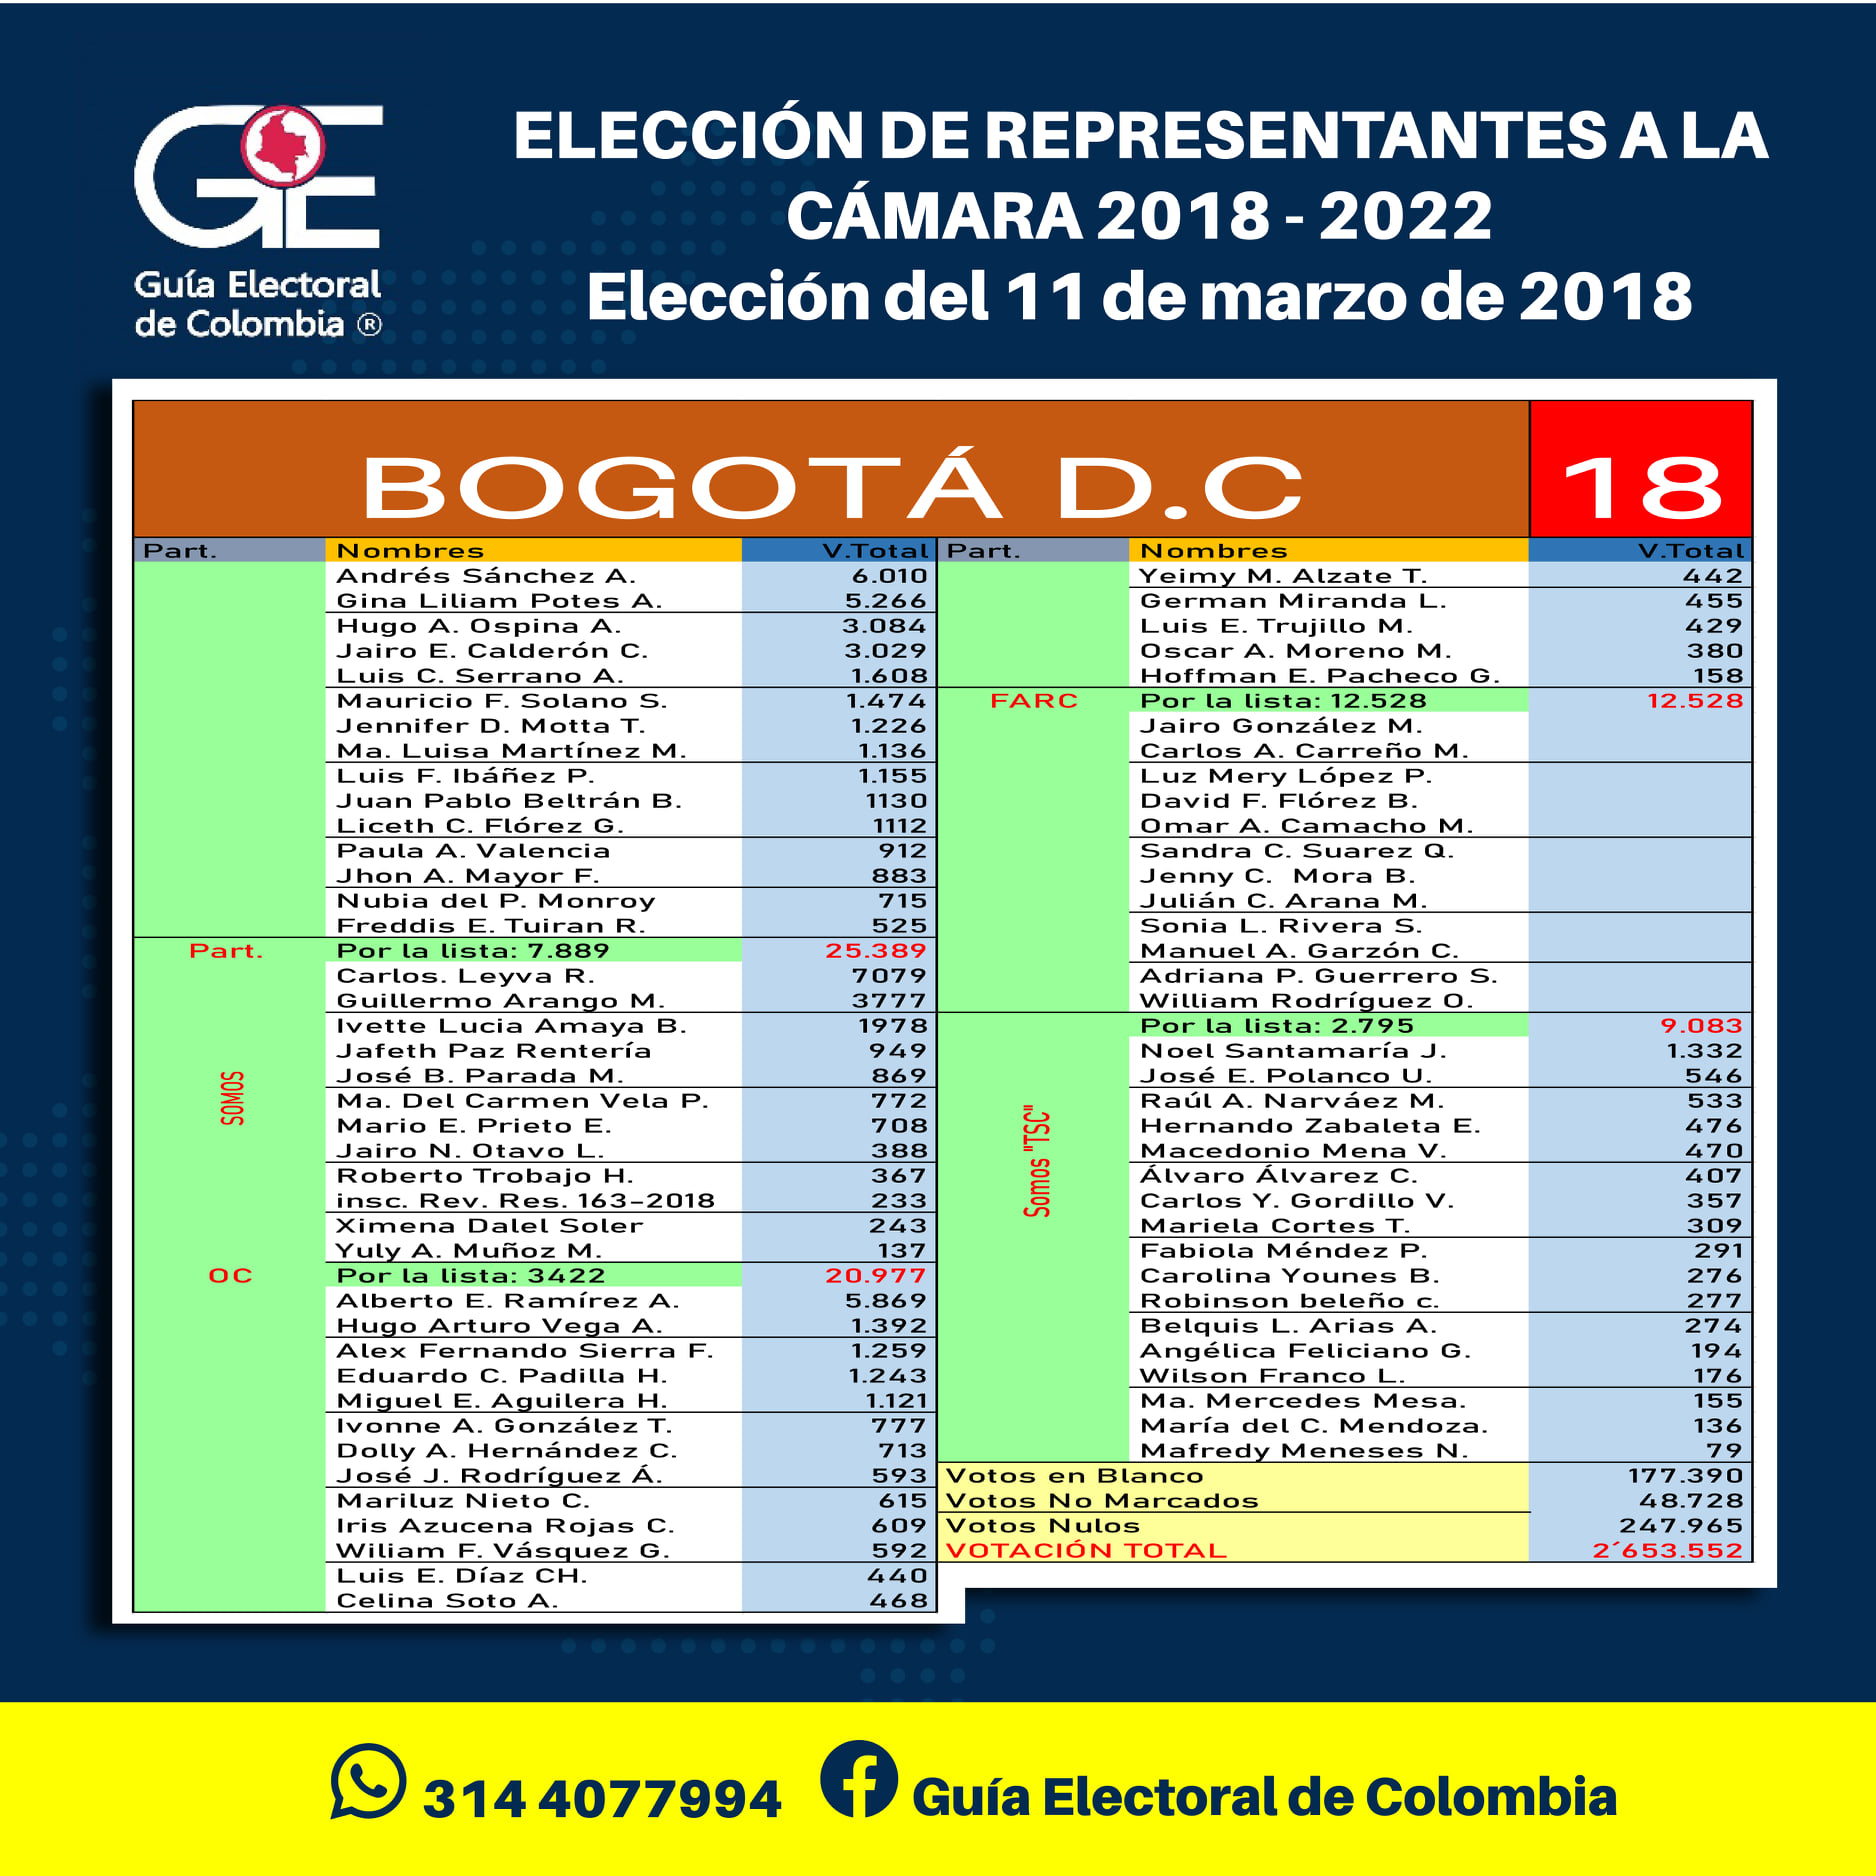 GE
Guía Electoral
de Colombia ®
ELECCIÓN DE REPRESENTANTES A LA
CÁMARA 2018 - 2022
Elección del 11 de marzo de 2018
BOGOTÁ D.C 18
Part. Nombres V.Total
Andrés Sánchez A. 6.010
Gina Liliam Potes A. 5.266
Hugo A. Ospina A. 3.084
Jairo E. Calderón C. 3.029
Luis C. Serrano A. 1.608
Mauricio F. Solano S. 1.474
Jennifer D. Motta T. 1.226
Ma. Luisa Martínez M. 1.136
Luis F. Ibáñez P. 1.155
Juan Pablo Beltrán B. 1130
Liceth C. Flórez G. 1112
Paula A. Valencia 912
Jhon A. Mayor F. 883
Nubia del P. Monroy 715
Freddis E. Tuiran R. 525
Part. Por la lista: 7.889 25.389
Carlos. Leyva R. 7079
Guillermo Arango M. 3777
Ivette Lucia Amaya B. 1978
Jafeth Paz Rentería 949
José B. Parada M. 869
SOMOS
Ma. Del Carmen Vela P. 772
Mario E. Prieto E. 708
Jairo N. Otavo L. 388
Roberto Trobajo H. 367
insc. Rev. Res. 163-2018 233
Ximena Dalel Soler 243
Yuly A. Muñoz M. 137
OC Por la lista: 3422 20.977
Alberto E. Ramírez A. 5.869
Hugo Arturo Vega A. 1.392
Alex Fernando Sierra F. 1.259
Eduardo C. Padilla H. 1.243
Miguel E. Aguilera H. 1.121
Ivonne A. González T. 777
Dolly A. Hernández C. 713
José J. Rodríguez Á. 593
Mariluz Nieto C. 615
Iris Azucena Rojas C. 609
Wiliam F. Vásquez G. 592
Luis E. Díaz CH. 440
Celina Soto A. 468
Part. Nombres V.Total
Yeimy M. Alzate T. 442
German Miranda L. 455
Luis E. Trujillo M. 429
Oscar A. Moreno M. 380
Hoffman E. Pacheco G. 158
FARC Por la lista: 12.528 12.528
Jairo González M.
Carlos A. Carreño M.
Luz Mery López P.
David F. Flórez B.
Omar A. Camacho M.
Sandra C. Suarez Q.
Jenny C. Mora B.
Julián C. Arana M.
Sonia L. Rivera S.
Manuel A. Garzón C.
Adriana P. Guerrero S.
William Rodríguez O.
Por la lista: 2.795 9.083
Noel Santamaría J. 1.332
José E. Polanco U. 546
Raúl A. Narváez M. 533
Hernando Zabaleta E. 476
Macedonio Mena V. 470
Somos "TSC"
Álvaro Álvarez C. 407
Carlos Y. Gordillo V. 357
Mariela Cortes T. 309
Fabiola Méndez P. 291
Carolina Younes B. 276
Robinson beleño c. 277
Belquis L. Arias A. 274
Angélica Feliciano G. 194
Wilson Franco L. 176
Ma. Mercedes Mesa. 155
María del C. Mendoza. 136
Mafredy Meneses N. 79
Votos en Blanco 177.390
Votos No Marcados 48.728
Votos Nulos 247.965
VOTACIÓN TOTAL 2´653.552
314 4077994 Guía Electoral de Colombia